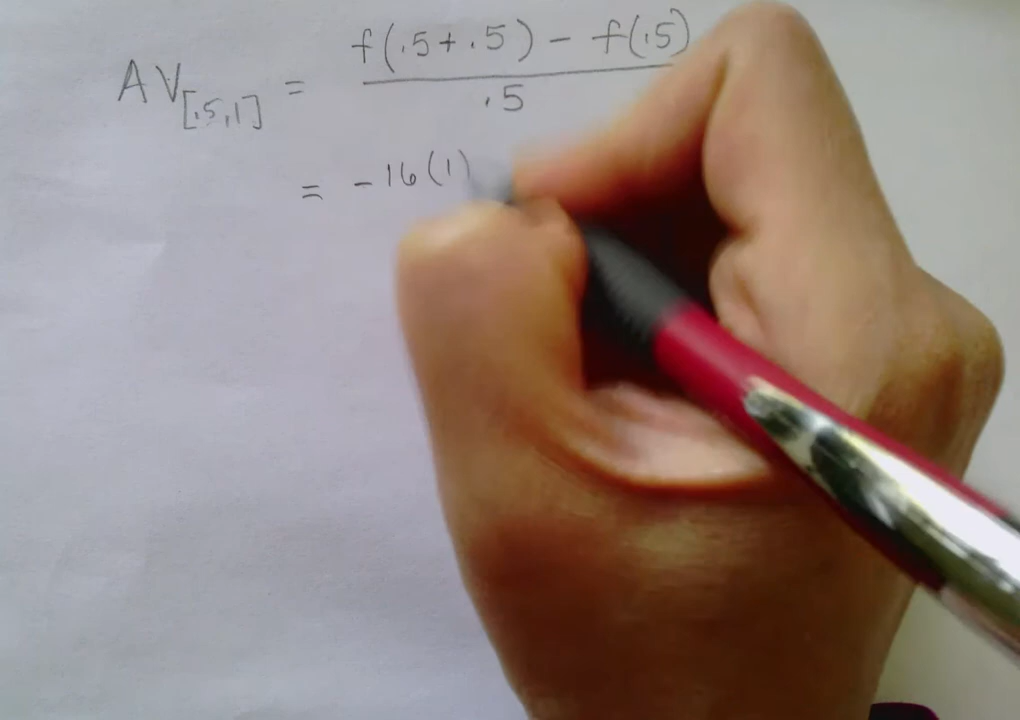 AV[.5,1] = f(.5+.5) - f(.5) / .5
= -16(1)